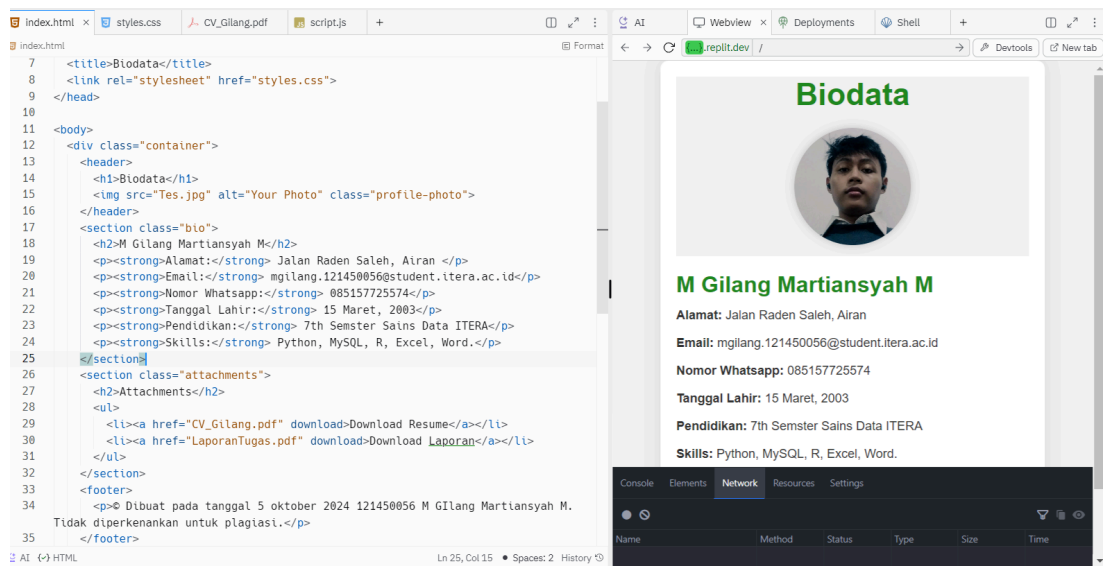 index.html × styles.css CV_Gilang.pdf script.js +
index.html Format
7 <title>Biodata</title>
8 <link rel="stylesheet" href="styles.css">
9 </head>
10
11 <body>
12 <div class="container">
13 <header>
14 <h1>Biodata</h1>
15 <img src="Tes.jpg" alt="Your Photo" class="profile-photo">
16 </header>
17 <section class="bio">
18 <h2>M Gilang Martiansyah M</h2>
19 <p><strong>Alamat:</strong> Jalan Raden Saleh, Airan </p>
20 <p><strong>Email:</strong> mgilang.121450056@student.itera.ac.id</p>
21 <p><strong>Nomor Whatsapp:</strong> 085157725574</p>
22 <p><strong>Tanggal Lahir:</strong> 15 Maret, 2003</p>
23 <p><strong>Pendidikan:</strong> 7th Semster Sains Data ITERA</p>
24 <p><strong>Skills:</strong> Python, MySQL, R, Excel, Word.</p>
25 </section>
26 <section class="attachments">
27 <h2>Attachments</h2>
28 <ul>
29 <li><a href="CV_Gilang.pdf" download>Download Resume</a></li>
30 <li><a href="LaporanTugas.pdf" download>Download Laporan</a></li>
31 </ul>
32 </section>
33 <footer>
34 <p>© Dibuat pada tanggal 5 oktober 2024 121450056 M GIlang Martiansyah M.
Tidak diperkenankan untuk plagiasi.</p>
35 </footer>
AI HTML Ln 25, Col 15 • Spaces: 2 History
AI Webview × Deployments Shell +
{...}.replit.dev / Devtools New tab
Biodata
M Gilang Martiansyah M
Alamat: Jalan Raden Saleh, Airan
Email: mgilang.121450056@student.itera.ac.id
Nomor Whatsapp: 085157725574
Tanggal Lahir: 15 Maret, 2003
Pendidikan: 7th Semster Sains Data ITERA
Skills: Python, MySQL, R, Excel, Word.
Console Elements Network Resources Settings
Name Method Status Type Size Time